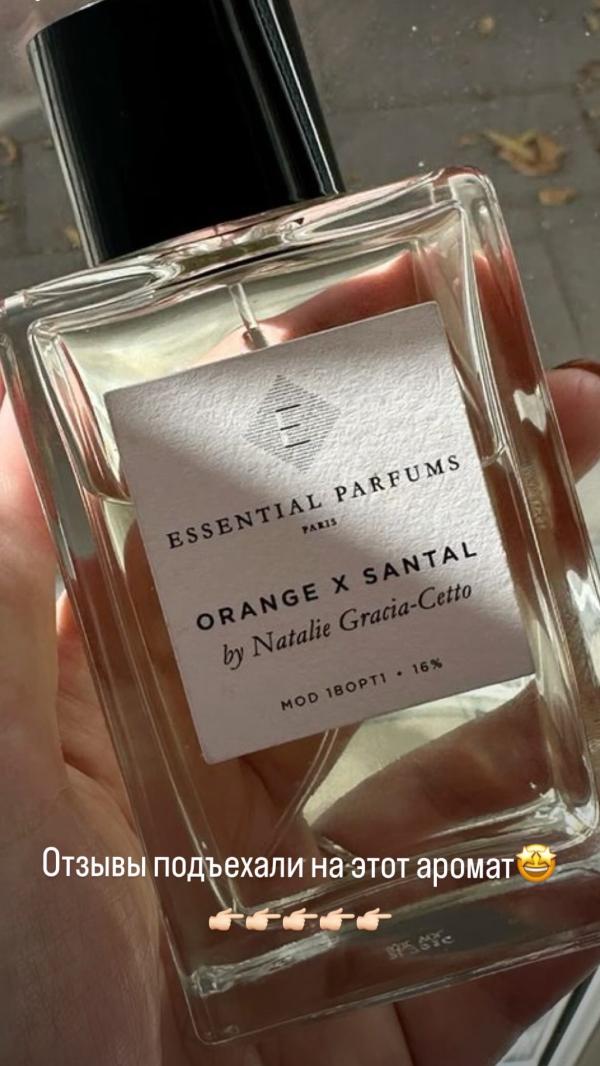 E
ESSENTIAL PARFUMS
PARIS
ORANGE X SANTAL
by Natalie Gracia-Cetto
MOD 1BOPT1 • 16%
Отзывы подъехали на этот аромат🤩
👉🏻👉🏻👉🏻👉🏻👉🏻